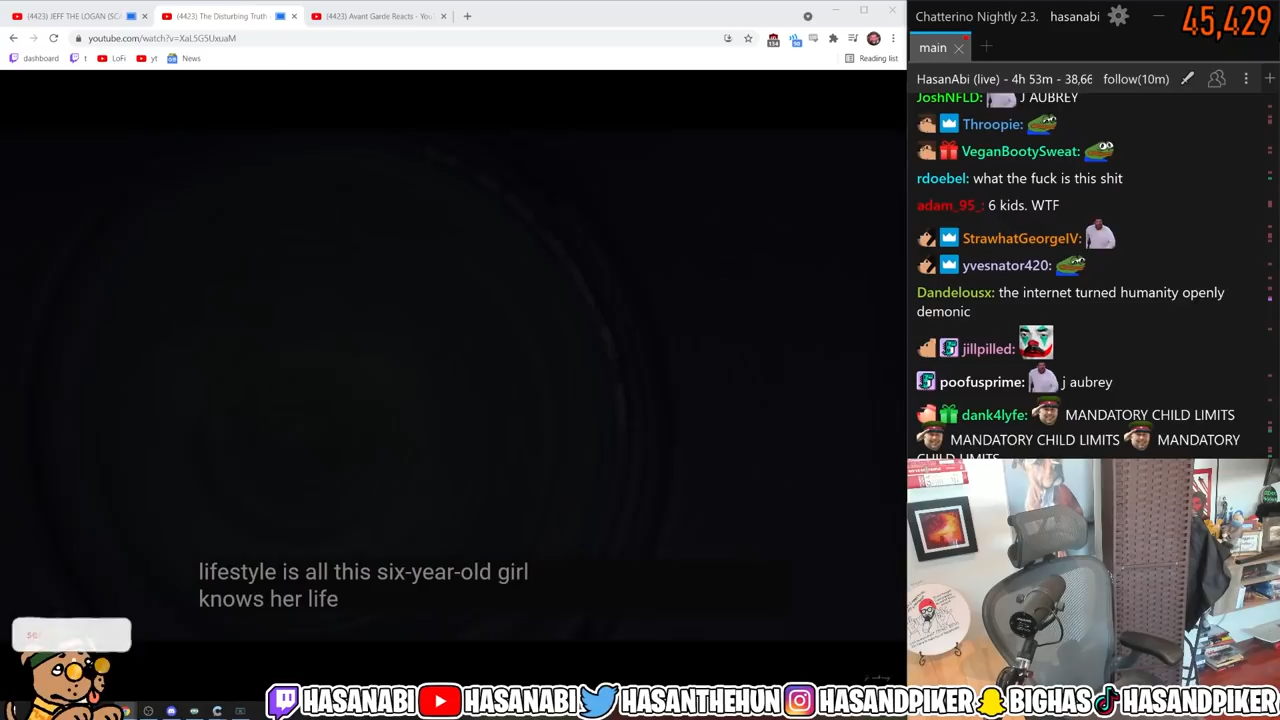 (4423) JEFF THE LOGAN (SCA
(4423) The Disturbing Truth -
(4423) Avant Garde Reacts - You
youtube.com/watch?v=XaL5G5UxuaM
dashboard
t
LoFi
yt
News
Reading list
lifestyle is all this six-year-old girl
knows her life
Chatterino Nightly 2.3.
hasanabi
45,429
main
HasanAbi (live) - 4h 53m - 38,66
follow(10m)
JoshNFLD: J AUBREY
Throopie:
VeganBootySweat:
rdoebel: what the fuck is this shit
adam_95_: 6 kids. WTF
StrawhatGeorgeIV:
yvesnator420:
Dandelousx: the internet turned humanity openly
demonic
jillpilled:
poofusprime: j aubrey
dank4lyfe: MANDATORY CHILD LIMITS
MANDATORY CHILD LIMITS MANDATORY
CHILD LIMITS
HASANABI HASANABI HASANTHEHUN HASANDPIKER BIGHAS HASANDPIKER